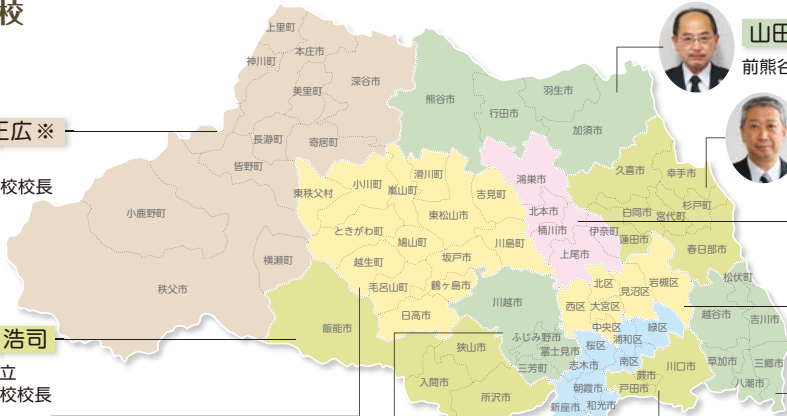 校
上里町
本庄市
神川町
美里町
深谷市
長瀞町
寄居町
皆野町
小鹿野町
横瀬町
秩父市
正広※
校校長
熊谷市
行田市
羽生市
加須市
山田
前熊谷
久喜市
幸手市
白岡市
宮代町
杉戸町
蓮田市
春日部市
鴻巣市
北本市
桶川市
伊奈町
上尾市
東秩父村
小川町
嵐山町
滑川町
吉見町
東松山市
ときがわ町
鳩山町
川島町
越生町
坂戸市
毛呂山町
鶴ヶ島市
日高市
飯能市
浩司
立
校校長
狭山市
入間市
所沢市
川越市
ふじみ野市
富士見市
三芳町
北区
岩槻区
見沼区
西区
大宮区
中央区
緑区
浦和区
桜区
南区
志木市
朝霞市
新座市
和光市
蕨市
戸田市
川口市
松伏町
越谷市
吉川市
草加市
三郷市
八潮市